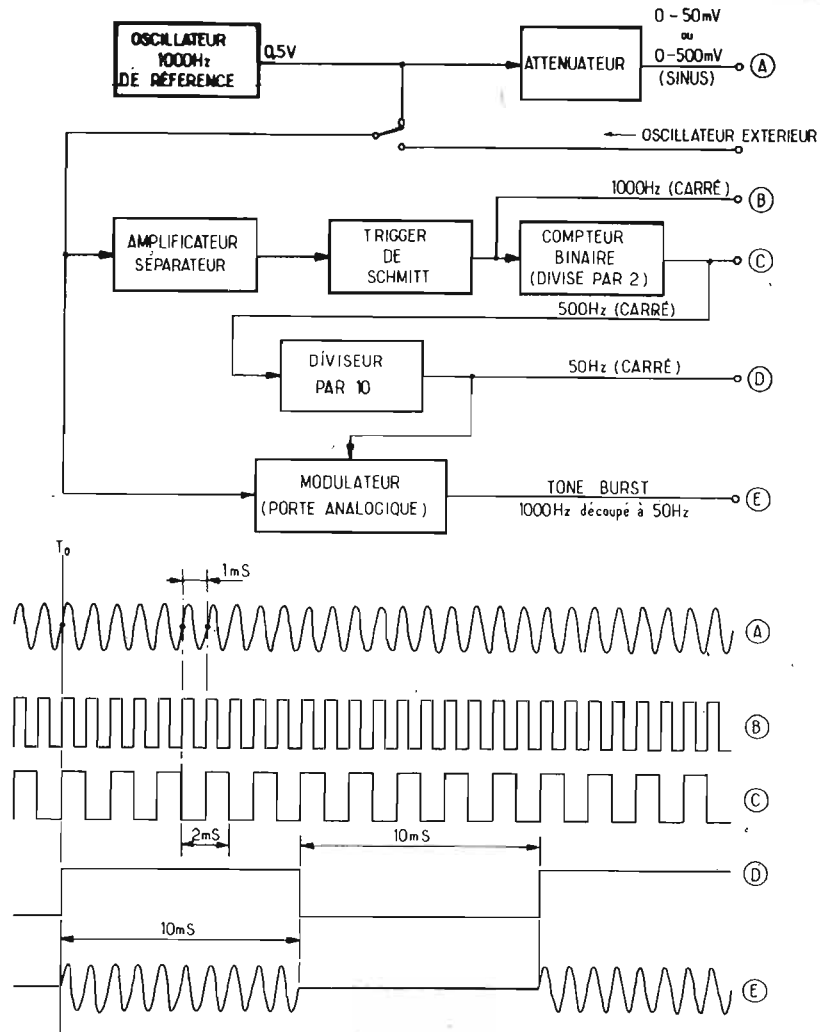 OSCILLATEUR
1000Hz
DE RÉFÉRENCE
0,5V
ATTENUATEUR
0-50mV
ou
0-500mV
(SINUS)
A
OSCILLATEUR EXTERIEUR
1000Hz (CARRÉ)
B
AMPLIFICATEUR
SÉPARATEUR
TRIGGER
DE
SCHMITT
COMPTEUR
BINAIRE
(DIVISE PAR 2)
C
500Hz (CARRÉ)
DIVISEUR
PAR 10
50Hz (CARRÉ)
D
MODULATEUR
(PORTE ANALOGIQUE)
TONE BURST
1000Hz découpé à 50Hz
E
T0
1mS
A
B
C
2mS
10mS
D
10mS
E